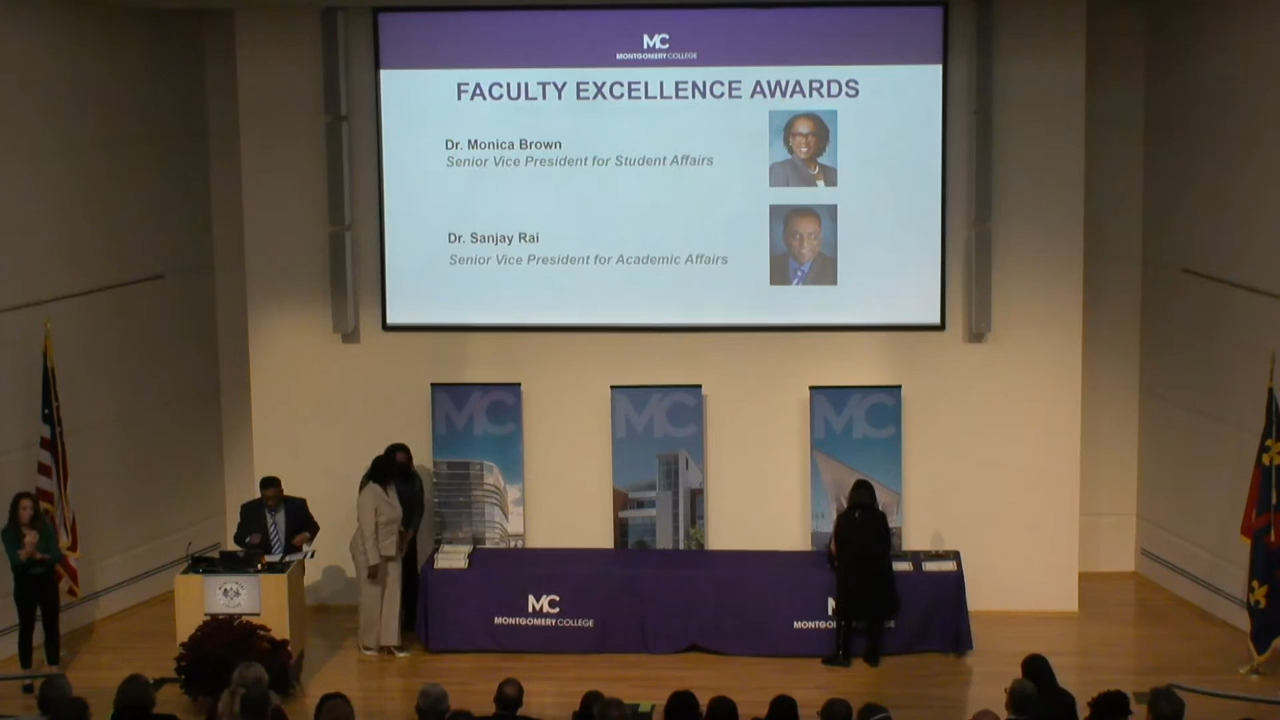 MC
MONTGOMERY COLLEGE
FACULTY EXCELLENCE AWARDS
Dr. Monica Brown
Senior Vice President for Student Affairs
Dr. Sanjay Rai
Senior Vice President for Academic Affairs
MC
MC
MC
MC
MONTGOMERY COLLEGE